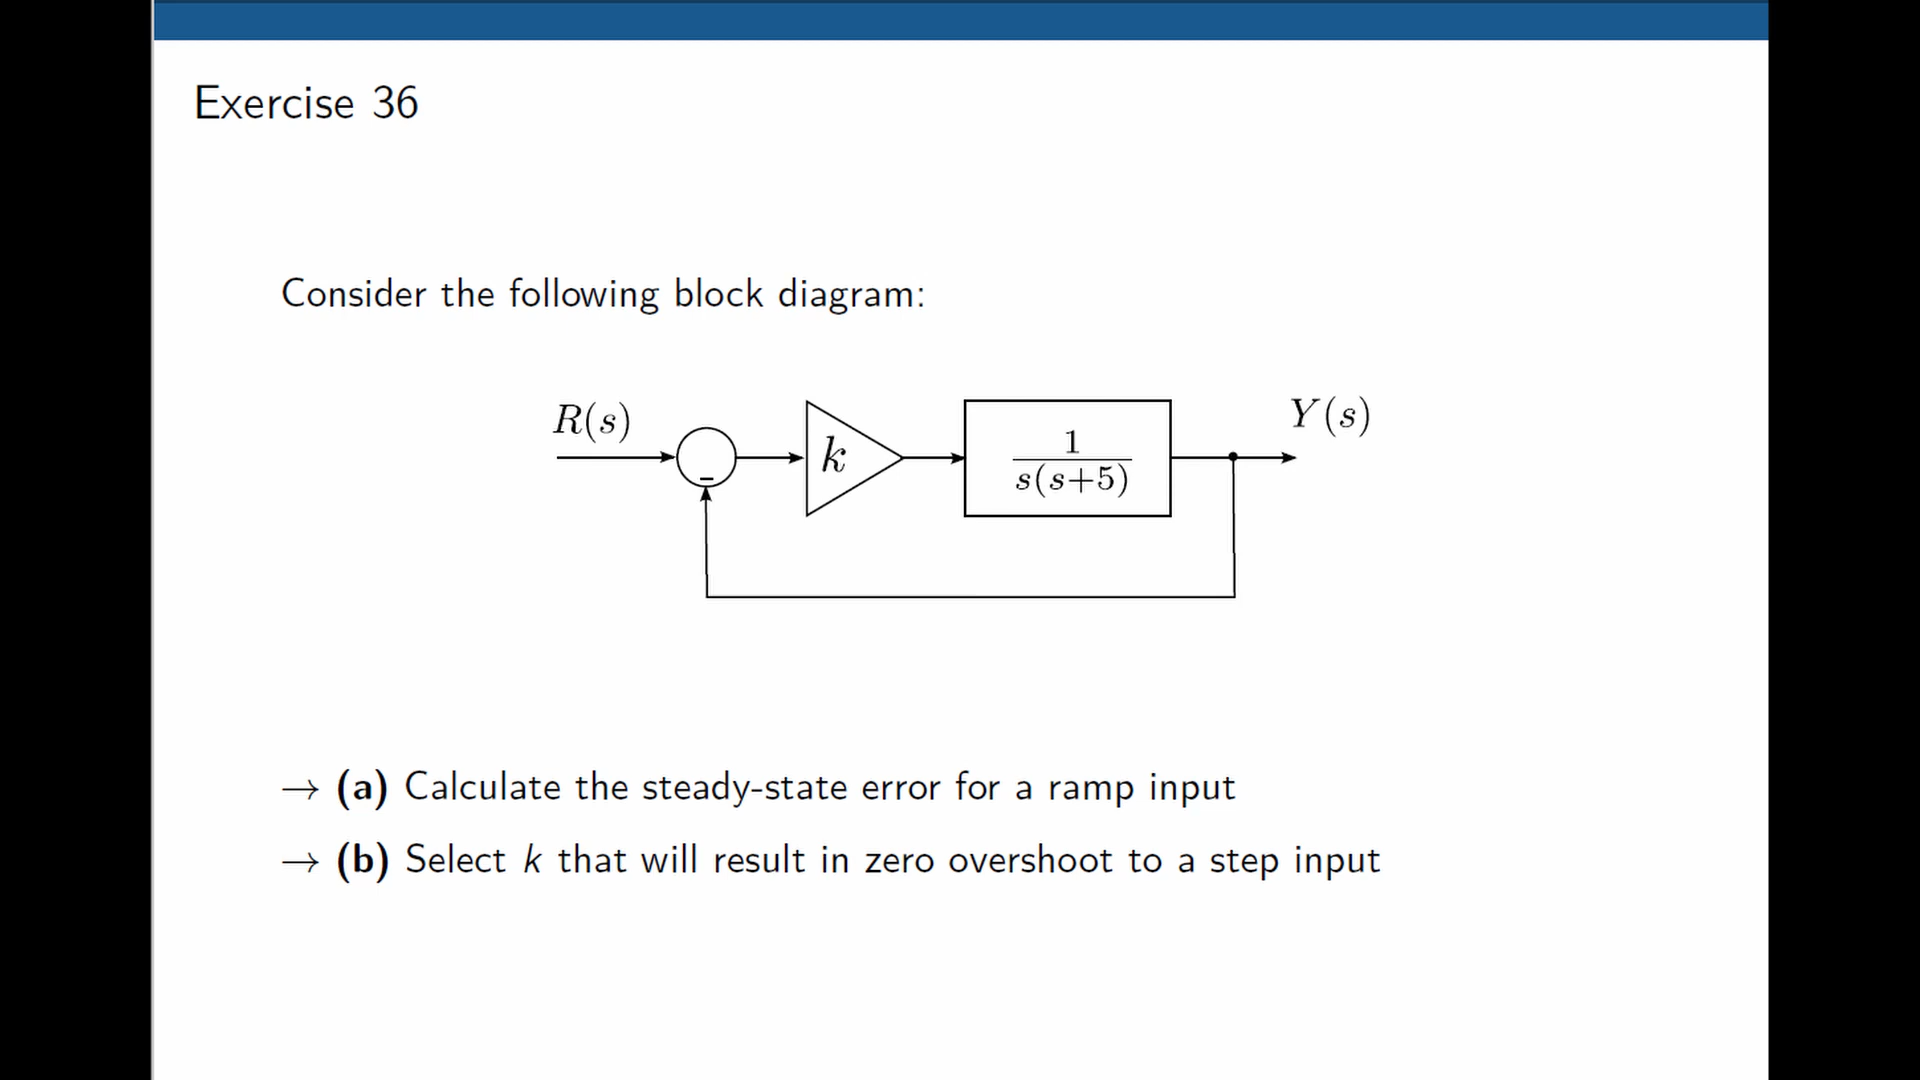 Exercise 36
Consider the following block diagram:
R(s)
k
1
s(s+5)
Y(s)
-
→ (a) Calculate the steady-state error for a ramp input
→ (b) Select k that will result in zero overshoot to a step input